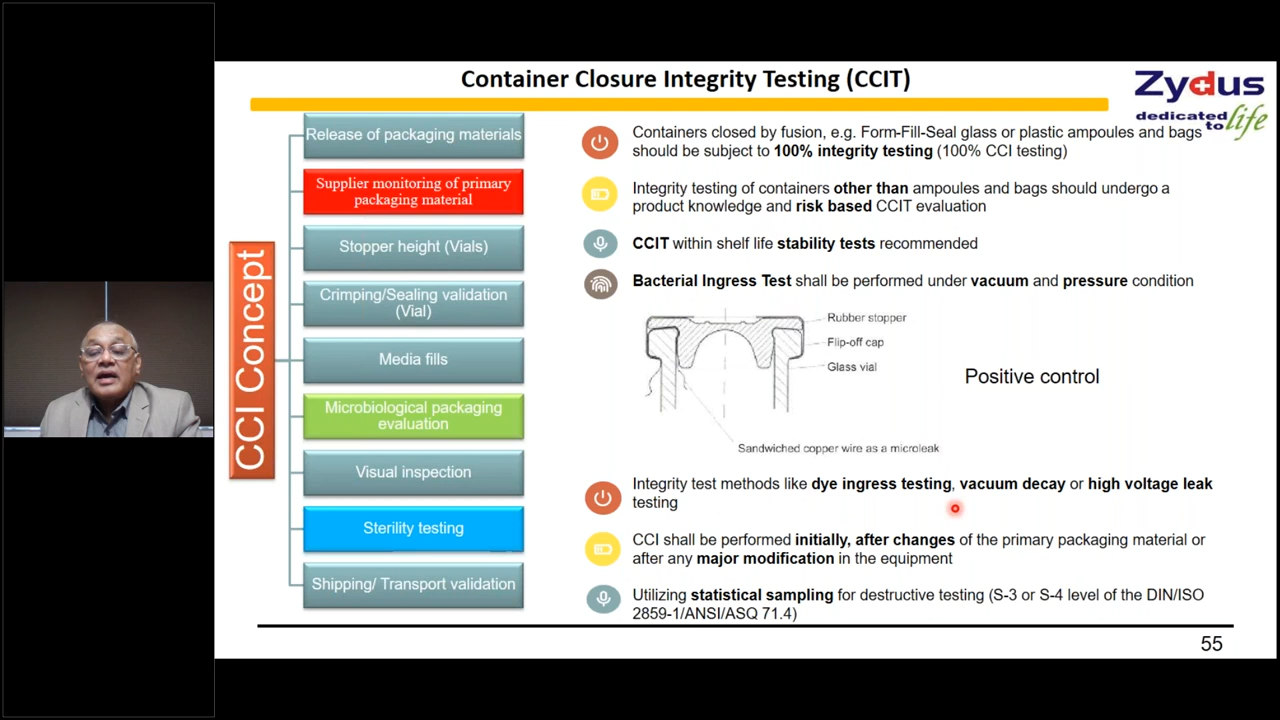 Container Closure Integrity Testing (CCIT)
Zydus
dedicated
to life
CCI Concept
Release of packaging materials
Supplier monitoring of primary
packaging material
Stopper height (Vials)
Crimping/Sealing validation
(Vial)
Media fills
Microbiological packaging
evaluation
Visual inspection
Sterility testing
Shipping/ Transport validation
Containers closed by fusion, e.g. Form-Fill-Seal glass or plastic ampoules and bags
should be subject to 100% integrity testing (100% CCI testing)
Integrity testing of containers other than ampoules and bags should undergo a
product knowledge and risk based CCIT evaluation
CCIT within shelf life stability tests recommended
Bacterial Ingress Test shall be performed under vacuum and pressure condition
Rubber stopper
Flip-off cap
Glass vial
Sandwiched copper wire as a microleak
Positive control
Integrity test methods like dye ingress testing, vacuum decay or high voltage leak
testing
CCI shall be performed initially, after changes of the primary packaging material or
after any major modification in the equipment
Utilizing statistical sampling for destructive testing (S-3 or S-4 level of the DIN/ISO
2859-1/ANSI/ASQ 71.4)
55